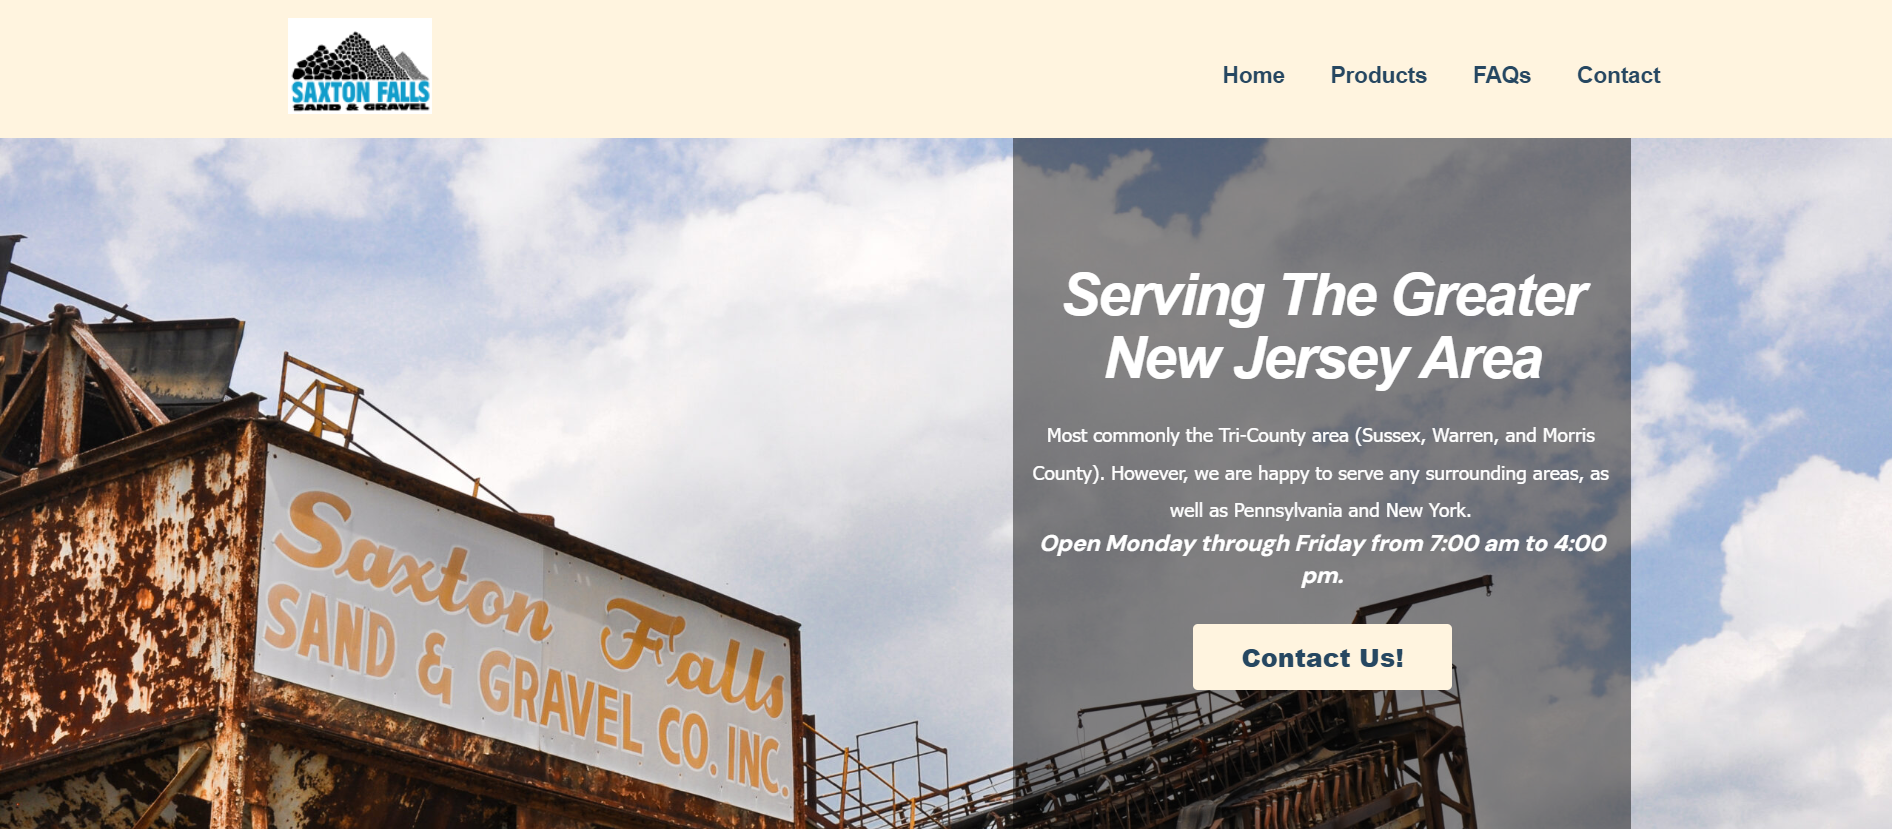 SAXTON FALLS
SAND & GRAVEL
Home
Products
FAQs
Contact
Serving The Greater
New Jersey Area
Most commonly the Tri-County area (Sussex, Warren, and Morris
County). However, we are happy to serve any surrounding areas, as
well as Pennsylvania and New York.
Open Monday through Friday from 7:00 am to 4:00
pm.
Contact Us!
Saxton Falls
SAND & GRAVEL CO. INC.